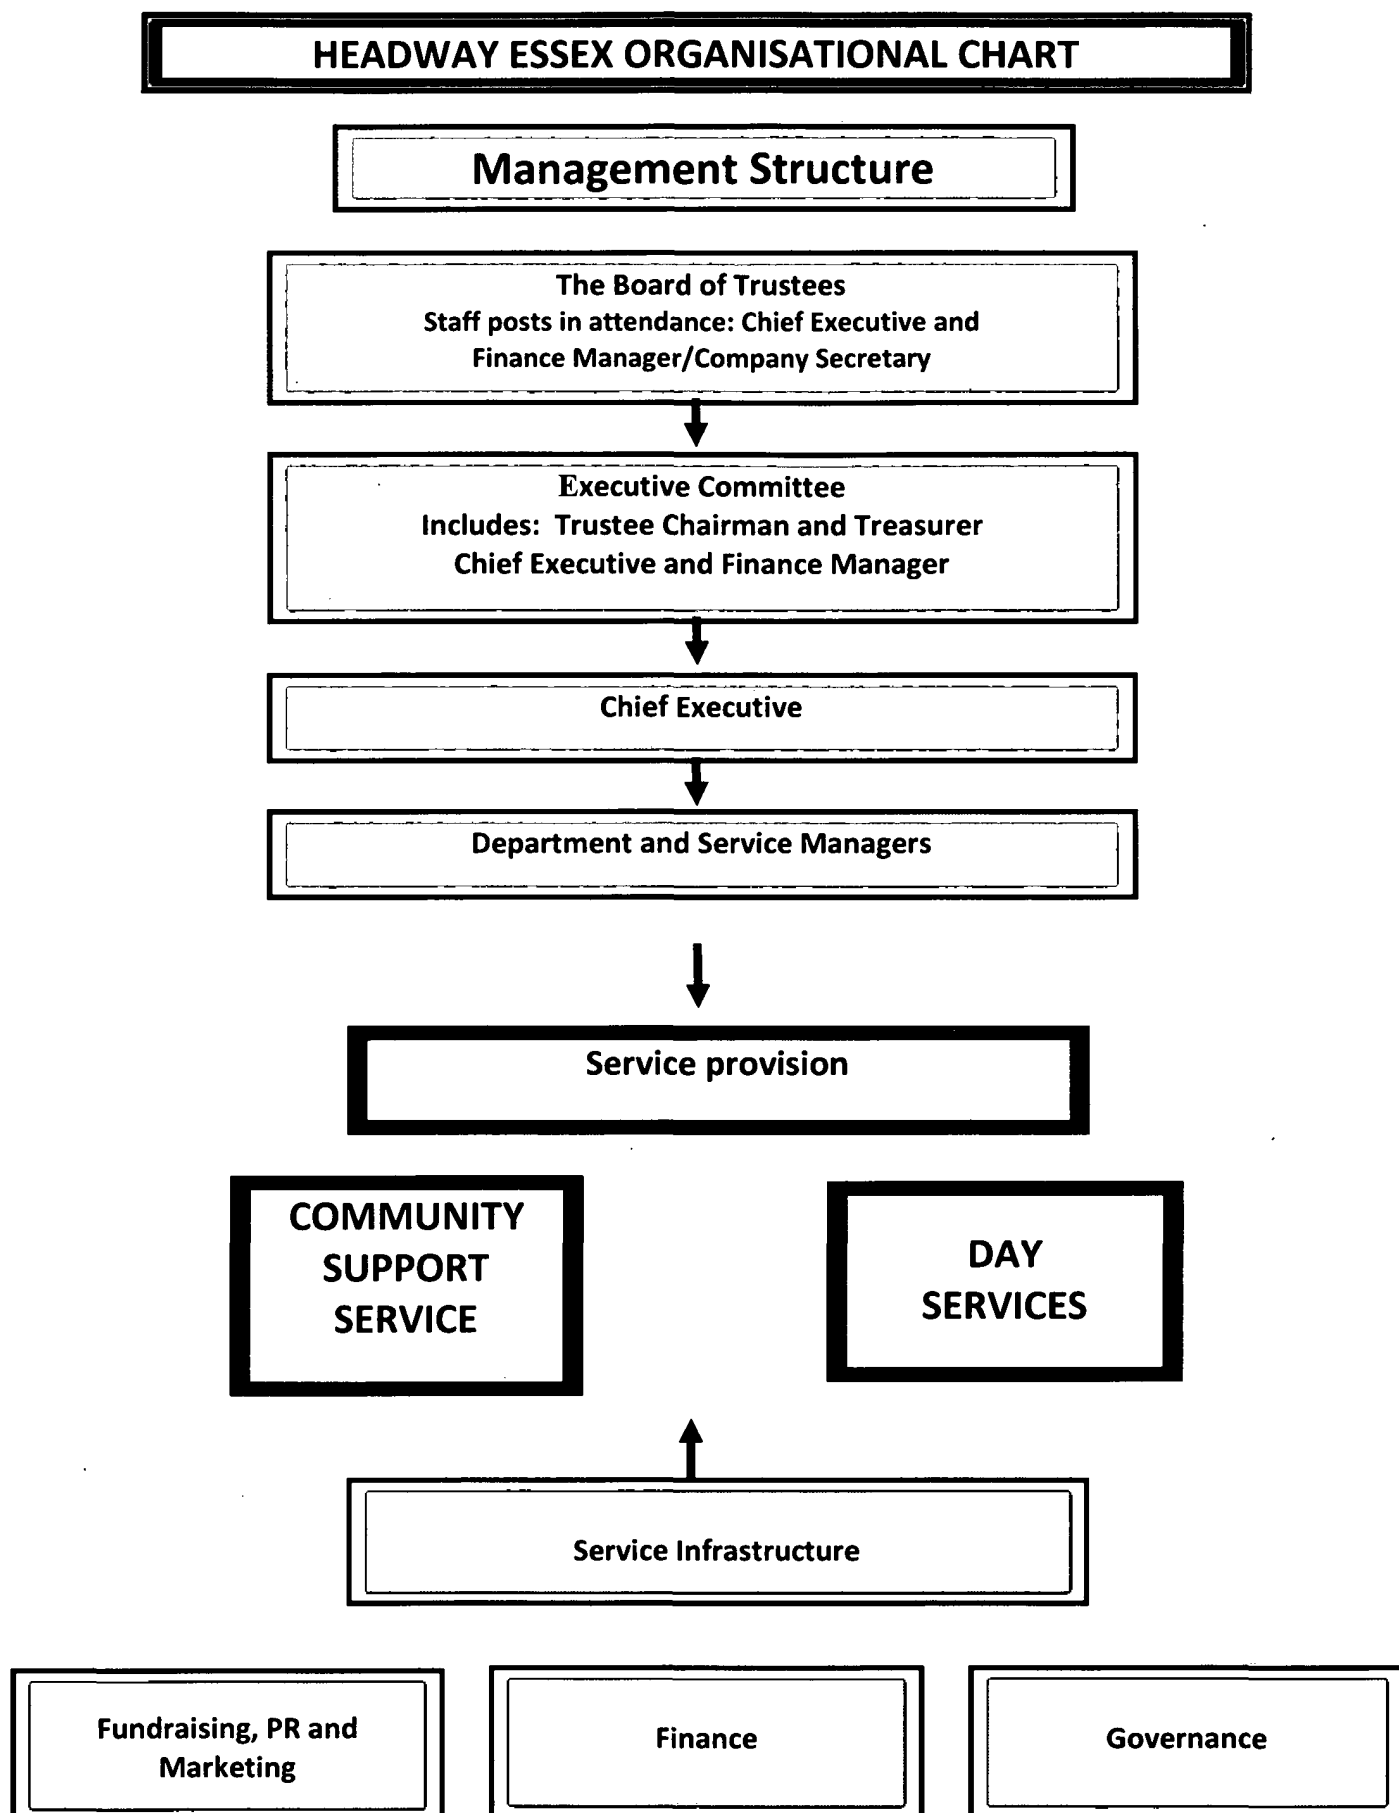 HEADWAY ESSEX ORGANISATIONAL CHART
Management Structure
The Board of Trustees
Staff posts in attendance: Chief Executive and
Finance Manager/Company Secretary
Executive Committee
Includes: Trustee Chairman and Treasurer
Chief Executive and Finance Manager
Chief Executive
Department and Service Managers
Service provision
COMMUNITY
SUPPORT
SERVICE
DAY
SERVICES
Service Infrastructure
Fundraising, PR and
Marketing
Finance
Governance